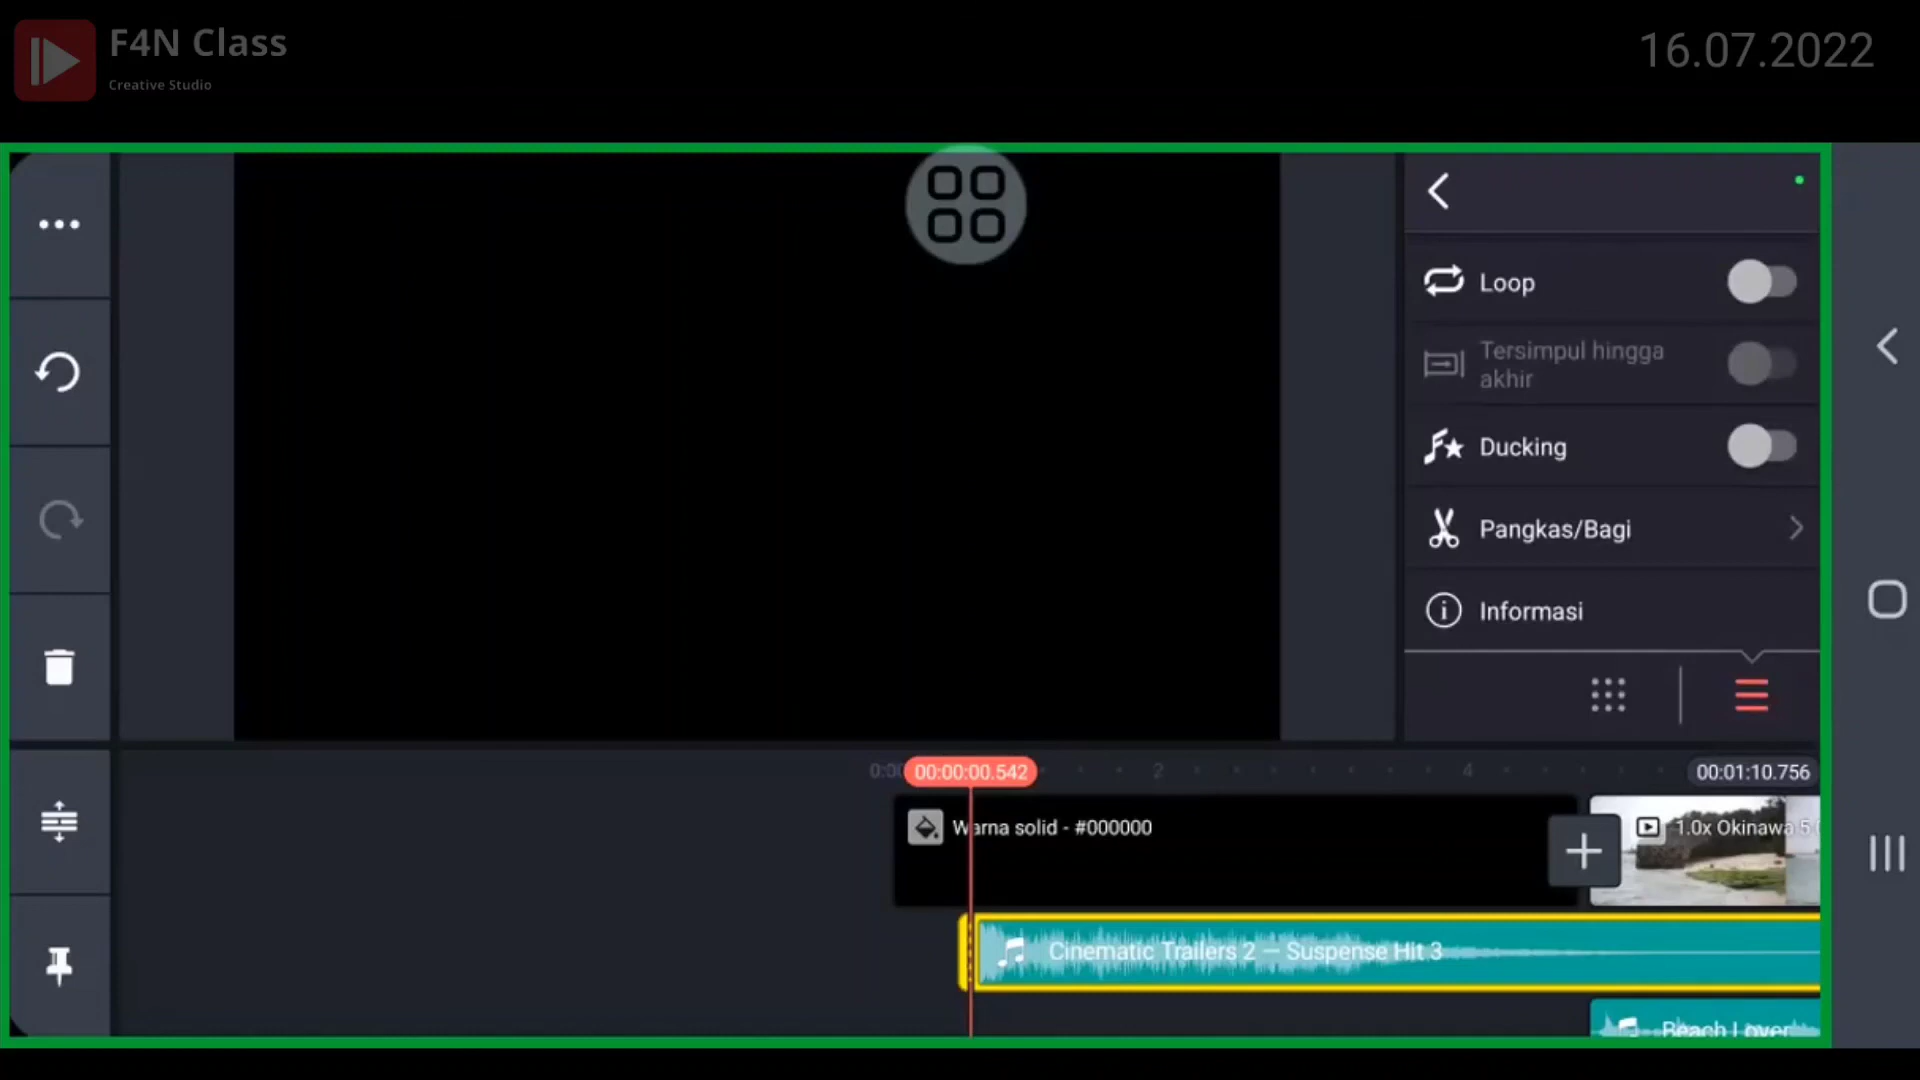 F4N Class
Creative Studio
16.07.2022
Loop
Tersimpul hingga
akhir
Ducking
Pangkas/Bagi
Informasi
00:00:00.542
2
4
00:01:10.756
Warna solid - #000000
1.0x Okinawa 5
Cinematic Trailers 2 — Suspense Hit 3
Beach Lover